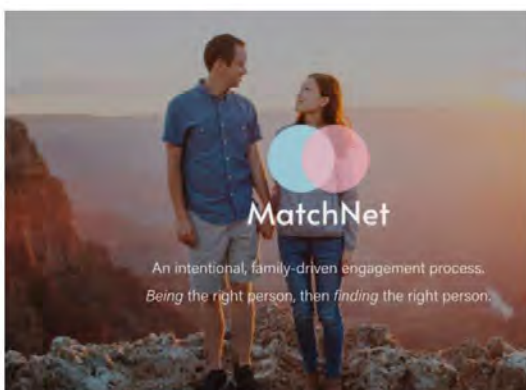 MatchNet
An intentional, family-driven engagement process.
Being the right person, then finding the right person.